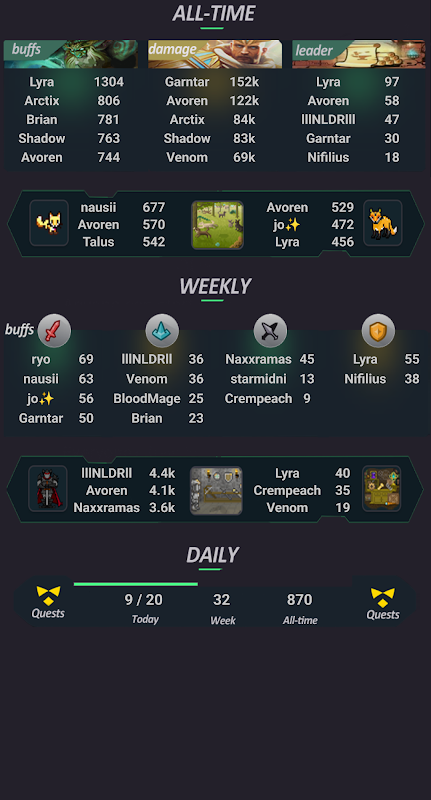 ALL-TIME
buffs damage leader
Lyra 1304 Garntar 152k Lyra 97
Arctix 806 Avoren 122k Avoren 58
Brian 781 Arctix 84k lllNLDRlll 47
Shadow 763 Shadow 83k Garntar 30
Avoren 744 Venom 69k Nifilius 18
nausii 677 Avoren 529
Avoren 570 jo✨ 472
Talus 542 Lyra 456
WEEKLY
buffs
ryo 69 lllNLDRll 36 Naxxramas 45 Lyra 55
nausii 63 Venom 36 starmidni 13 Nifilius 38
jo✨ 56 BloodMage 25 Crempeach 9
Garntar 50 Brian 23
lllNLDRll 4.4k Lyra 40
Avoren 4.1k Crempeach 35
Naxxramas 3.6k Venom 19
DAILY
Quests 9 / 20 32 870 Quests
Today Week All-time